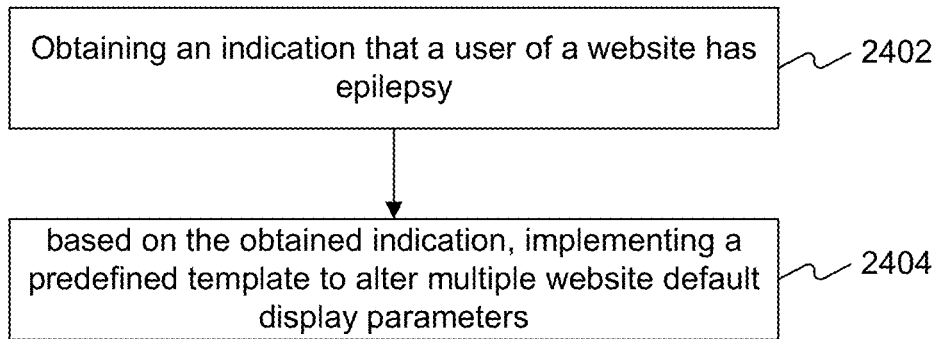 Obtaining an indication that a user of a website has
epilepsy
2402
based on the obtained indication, implementing a
predefined template to alter multiple website default
display parameters
2404